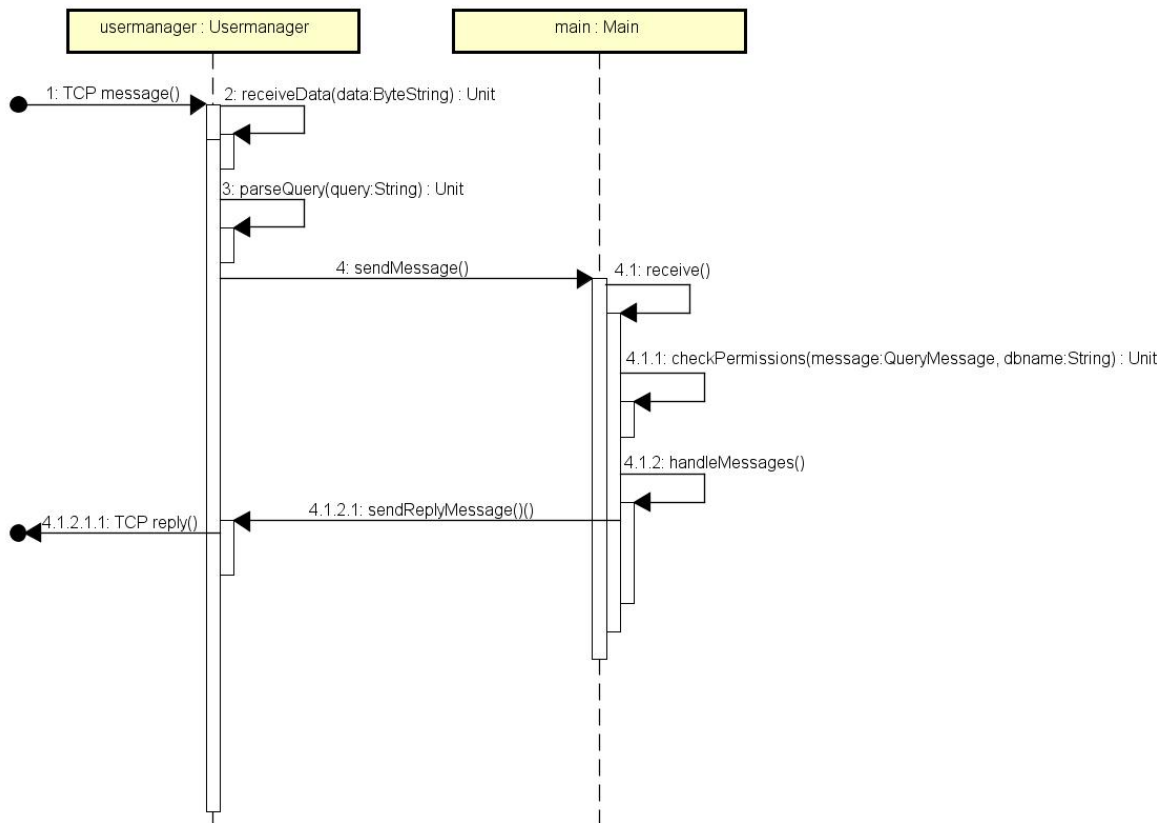 usermanager : Usermanager
main : Main
1: TCP message()
2: receiveData(data:ByteString) : Unit
3: parseQuery(query:String) : Unit
4: sendMessage()
4.1: receive()
4.1.1: checkPermissions(message:QueryMessage, dbname:String) : Unit
4.1.2: handleMessages()
4.1.2.1: sendReplyMessage()()
4.1.2.1.1: TCP reply()